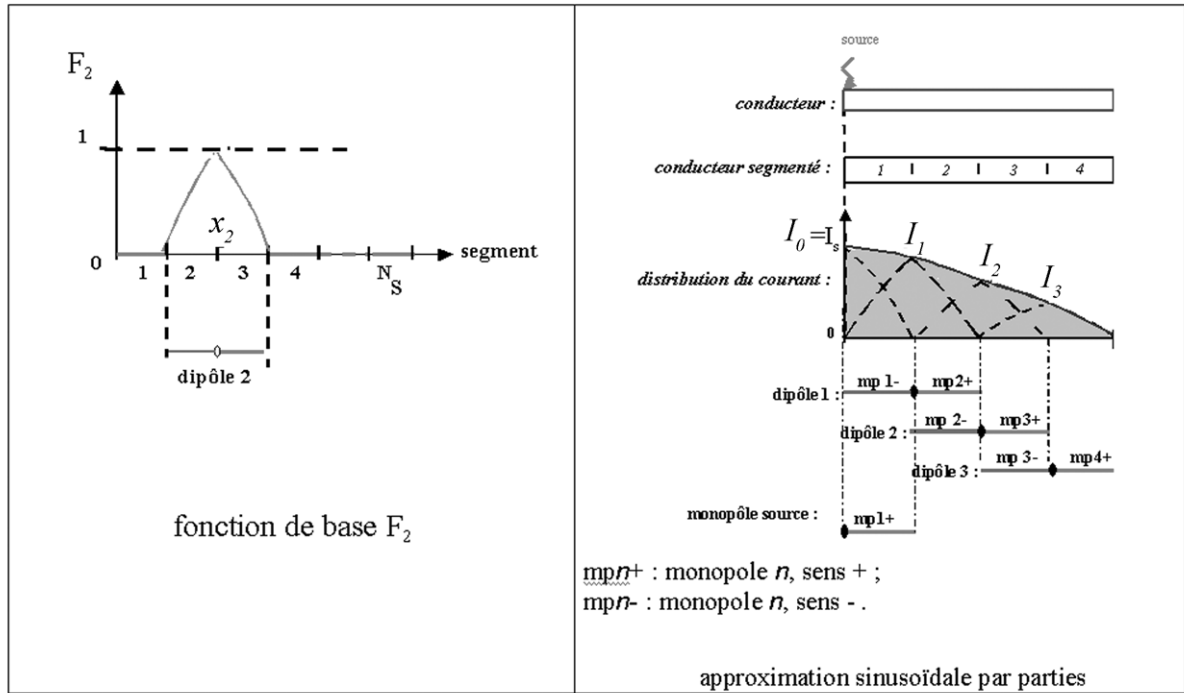 F₂
1
x₂
0
1 2 3 4 N_S segment
dipôle 2
fonction de base F₂
source
conducteur :
conducteur segmenté :
1 2 3 4
I₀ =Iₛ I₁ I₂ I₃
distribution du courant :
0
dipôle 1 : mp 1- mp2+
dipôle 2 : mp 2- mp3+
dipôle 3 : mp 3- mp4+
monopôle source : mp1+
mpn+ : monopole n, sens + ;
mpn- : monopole n, sens - .
approximation sinusoïdale par parties